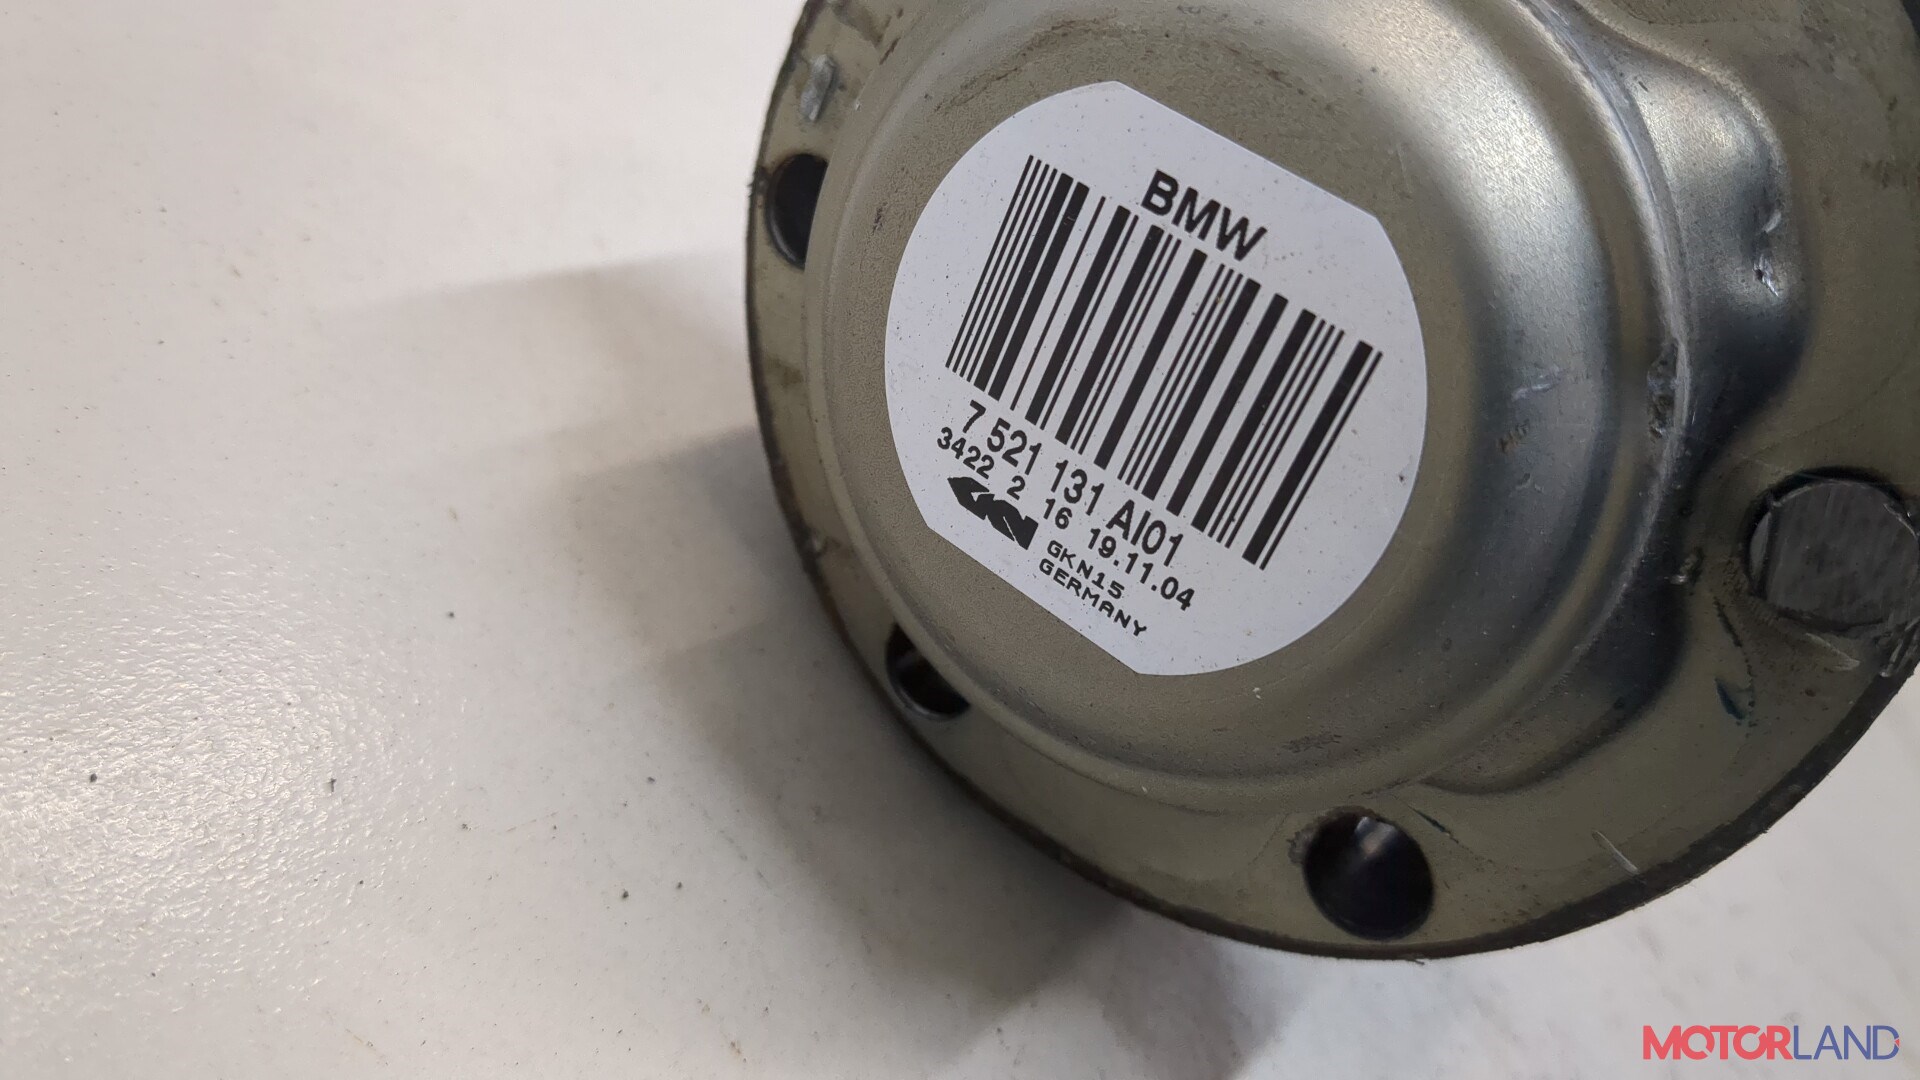 BMW
7 521 131 AI01
3422 2 16 19.11.04
GKN
GKN15
GERMANY
MOTORLAND